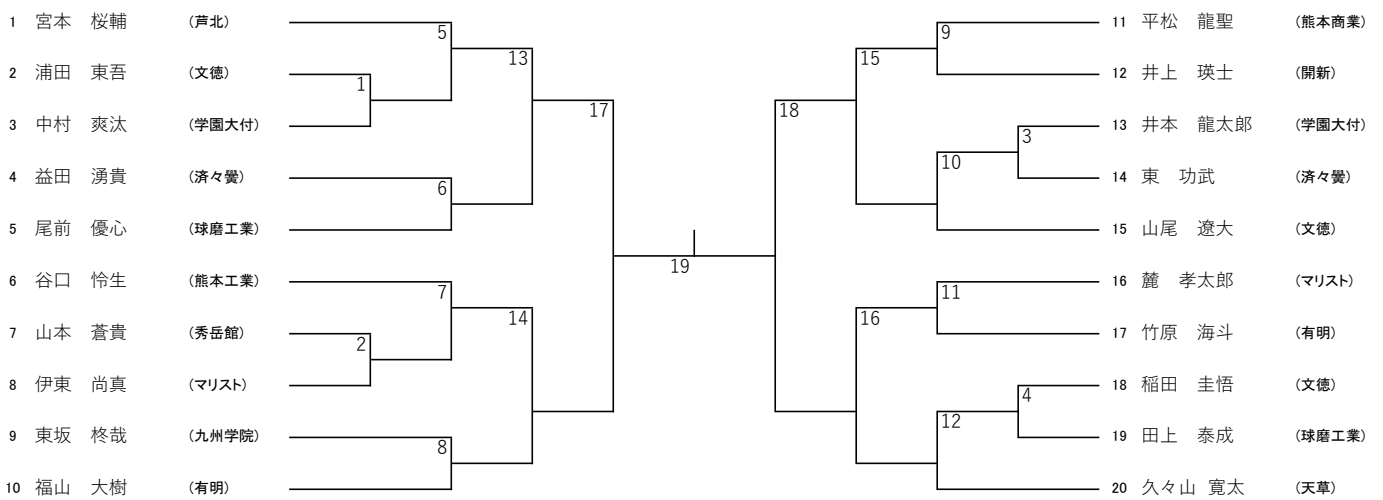 1 宮本 桜輔 (芦北)
2 浦田 東吾 (文徳)
3 中村 爽汰 (学園大付)
4 益田 湧貴 (済々黌)
5 尾前 優心 (球磨工業)
6 谷口 怜生 (熊本工業)
7 山本 蒼貴 (秀岳館)
8 伊東 尚真 (マリスト)
9 東坂 柊哉 (九州学院)
10 福山 大樹 (有明)
5
1
6
7
2
8
13
14
17
19
18
15
16
9
3
10
11
4
12
11 平松 龍聖 (熊本商業)
12 井上 瑛士 (開新)
13 井本 龍太郎 (学園大付)
14 東 功武 (済々黌)
15 山尾 遼大 (文徳)
16 麓 孝太郎 (マリスト)
17 竹原 海斗 (有明)
18 稲田 圭悟 (文徳)
19 田上 泰成 (球磨工業)
20 久々山 寛太 (天草)